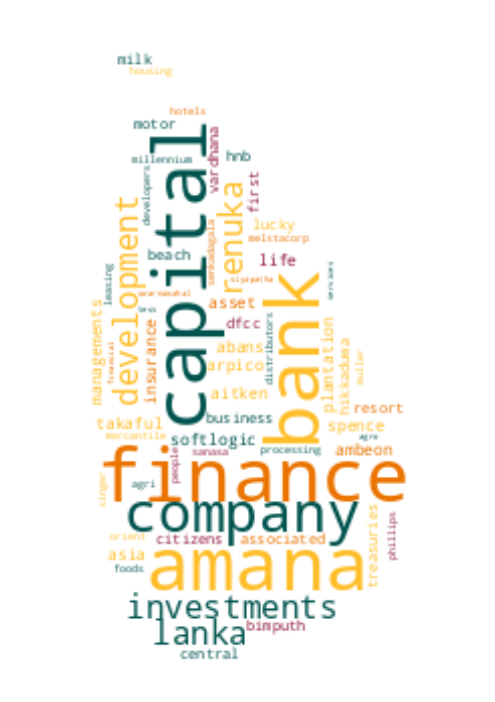 milk
housing
hotels
motor
capital
vardhana
millennium
hnb
developers
first
renuka
development
lucky
senkadagala
melstacorp
beach
life
leasing
siyapatha
services
bank
asset
managements
insurance
dfcc
distributors
plantation
hikkaduwa
financial
abans
arpico
muller
aitken
resort
business
takaful
spence
mercantile
softlogic
agro
people
sanasa
processing
ambeon
finance
singer
agri
company
treasuries
phillips
orient
citizens
associated
asia
amana
foods
investments
lanka
bimputh
central